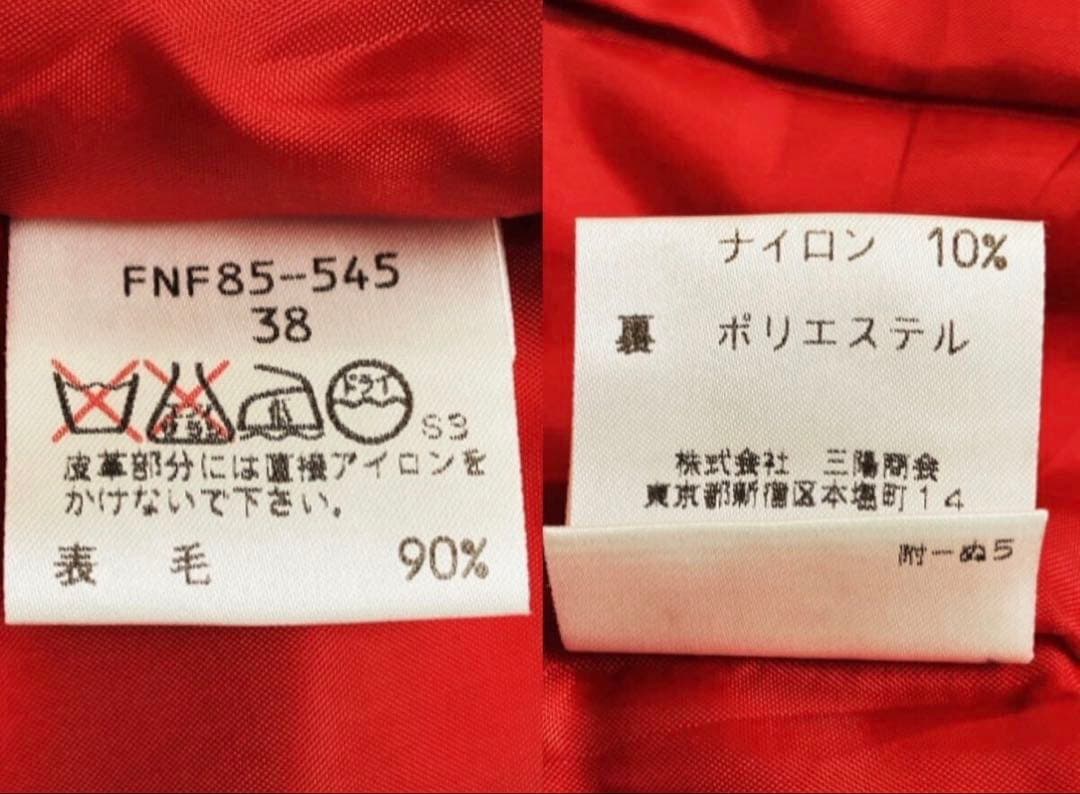 FNF85-545
38
ドライ
S3
皮革部分には直接アイロンを
かけないで下さい。
表 毛 90%
ナイロン 10%
裏 ポリエステル
株式会社 三陽商会
東京都新宿区本塩町14
附-ぬ5